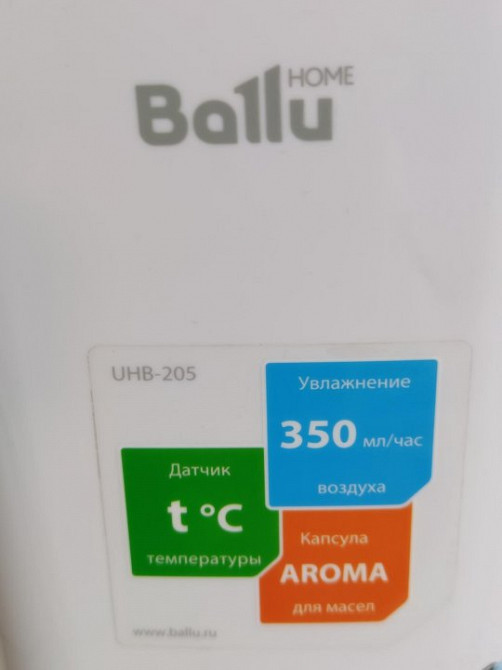 Ballu HOME
UHB-205
Увлажнение
350 мл/час
воздуха
Датчик
t °C
температуры
Капсула
AROMA
для масел
www.ballu.ru